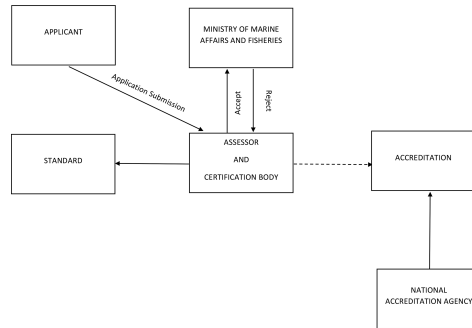 APPLICANT
MINISTRY OF MARINE
AFFAIRS AND FISHERIES
Application Submission
Accept
Reject
STANDARD
ASSESSOR
AND
CERTIFICATION BODY
ACCREDITATION
NATIONAL
ACCREDITATION AGENCY